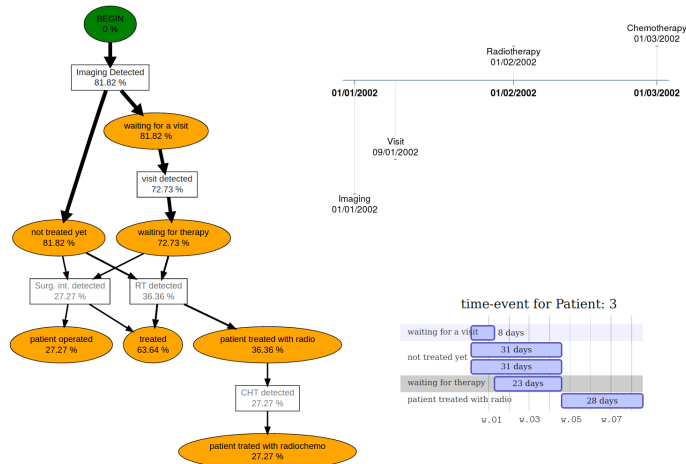 BEGIN
0 %
Imaging Detected
81.82 %
waiting for a visit
81.82 %
visit detected
72.73 %
not treated yet
81.82 %
waiting for therapy
72.73 %
Surg. int. detected
27.27 %
RT detected
36.36 %
patient operated
27.27 %
treated
63.64 %
patient treated with radio
36.36 %
CHT detected
27.27 %
patient trated with radiochemo
27.27 %
Chemotherapy
01/03/2002
Radiotherapy
01/02/2002
01/01/2002
01/02/2002
01/03/2002
Visit
09/01/2002
Imaging
01/01/2002
time-event for Patient: 3
waiting for a visit
8 days
not treated yet
31 days
31 days
waiting for therapy
23 days
patient treated with radio
28 days
w.01 w.03 w.05 w.07